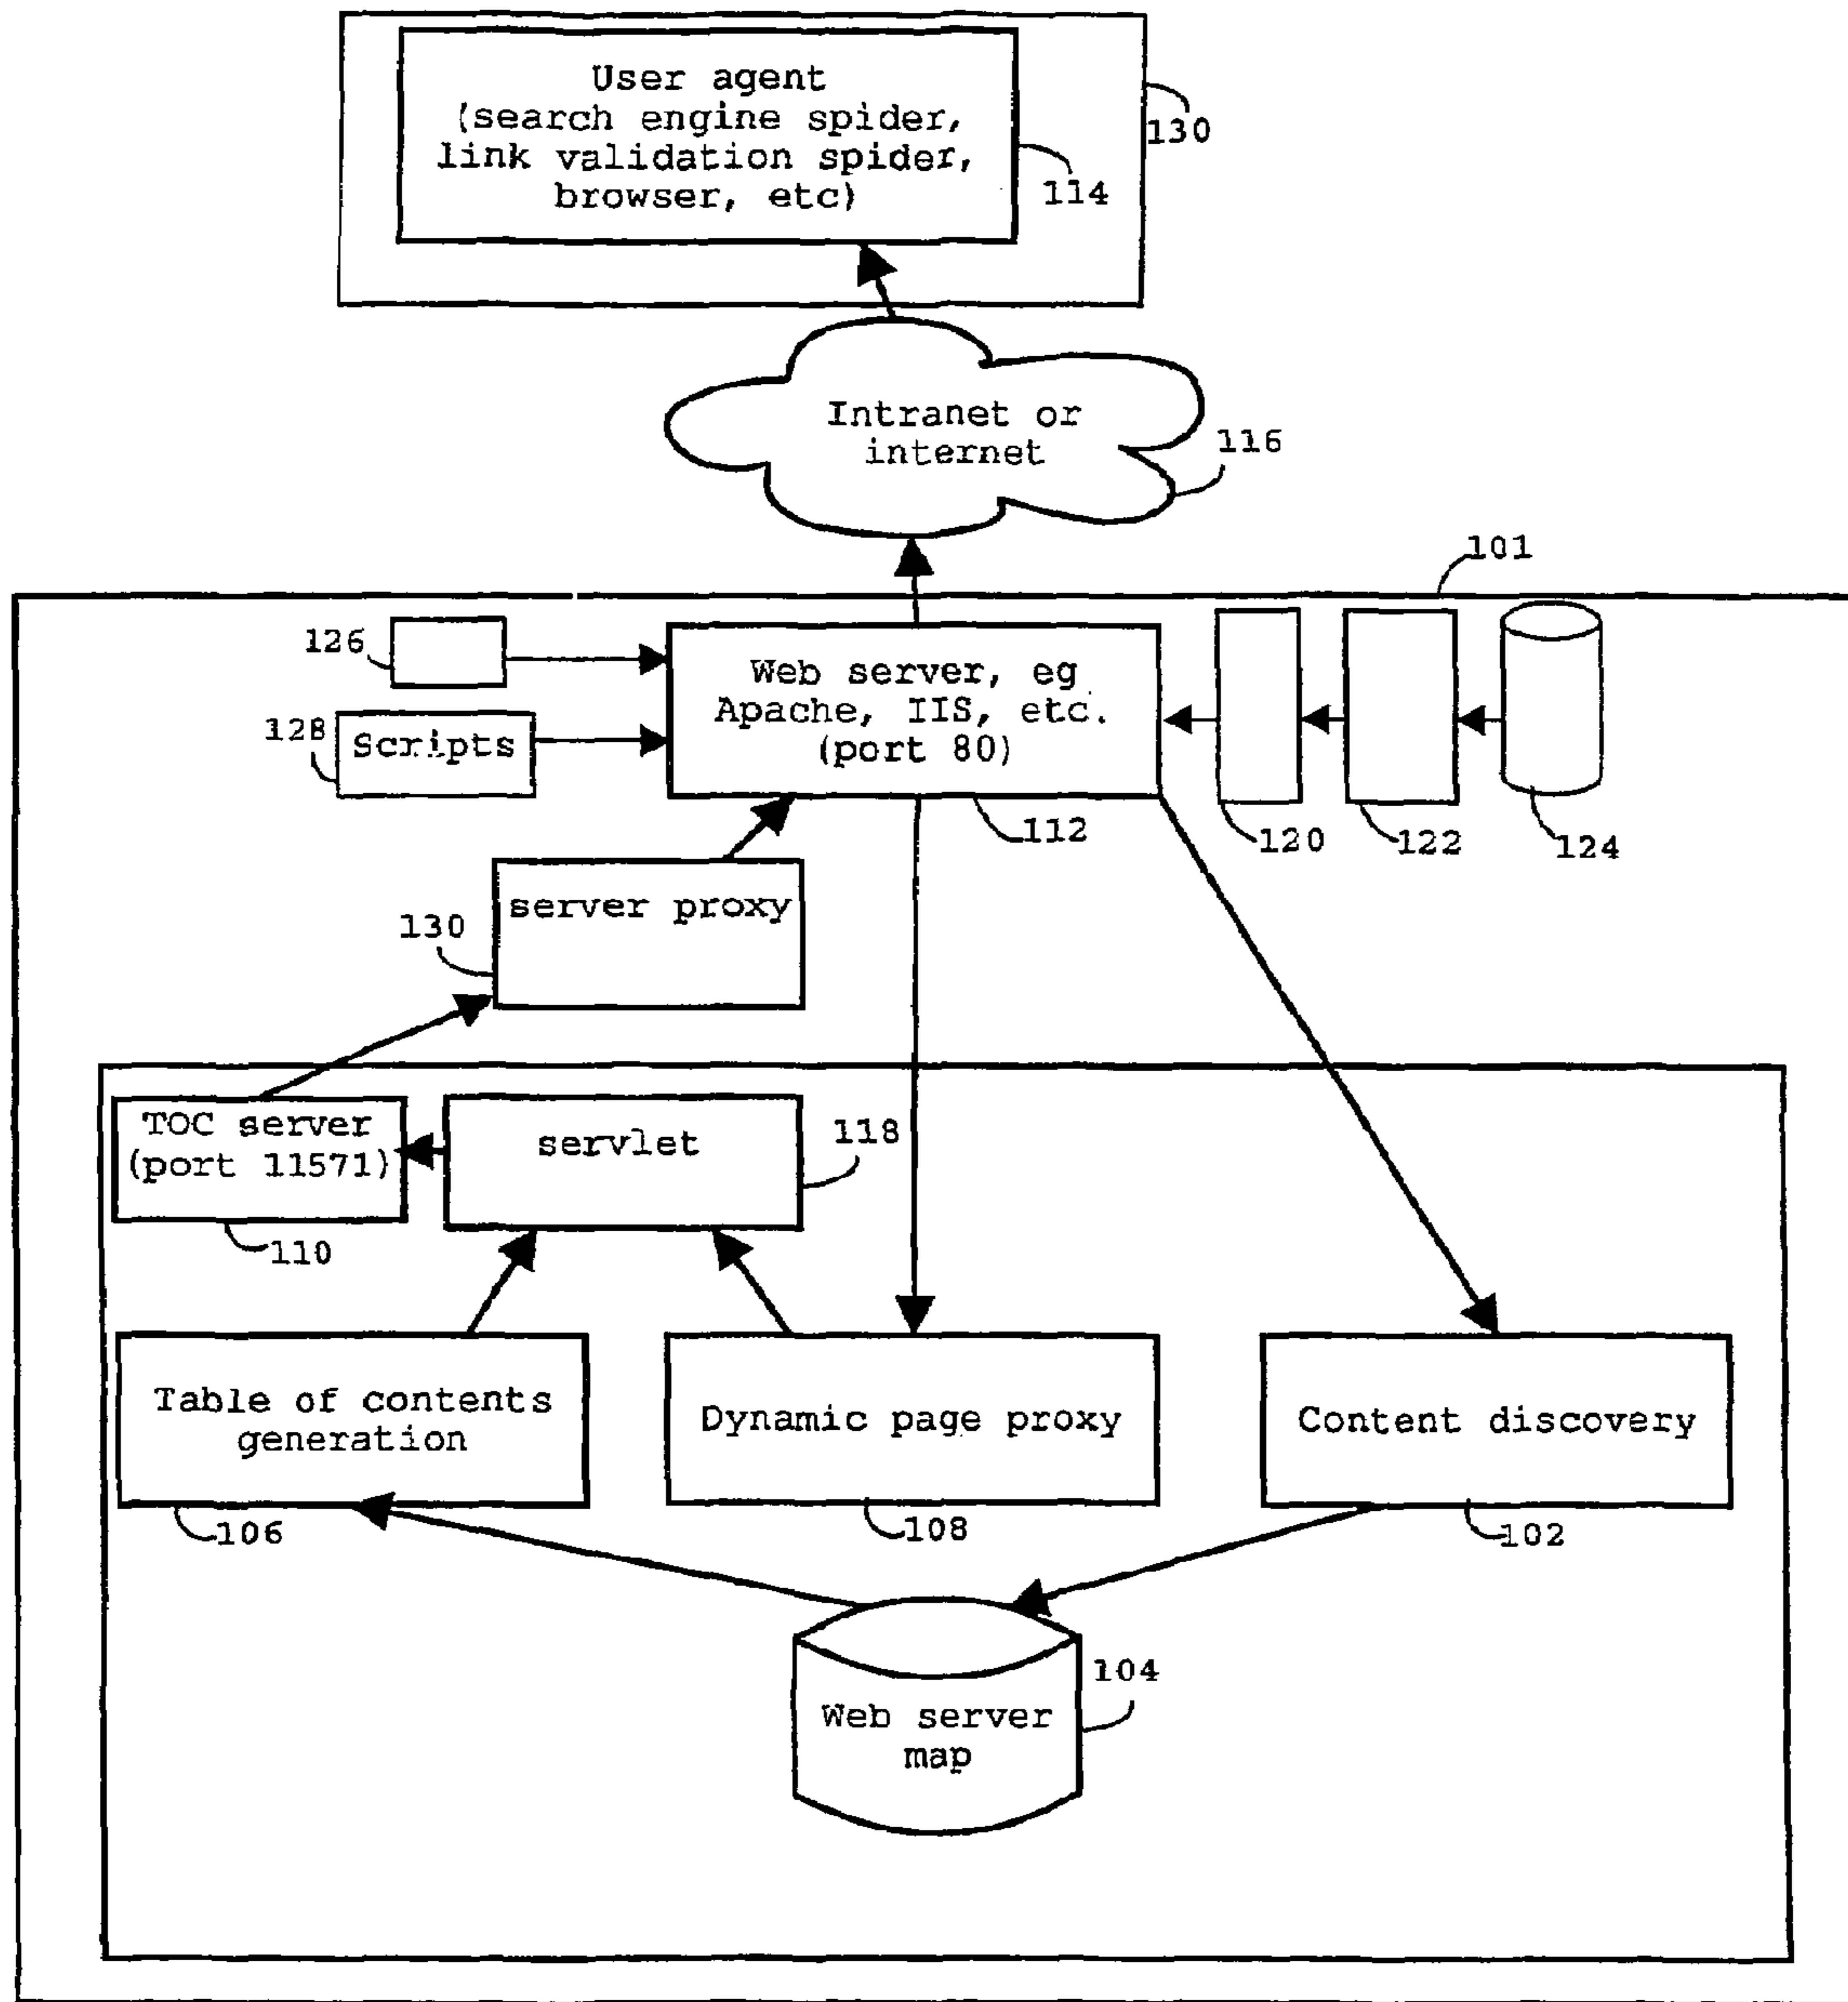 User agent
(search engine spider,
link validation spider,
browser, etc)
130
114
Intranet or
internet
116
101
126
128
Scripts
Web server, eg
Apache, IIS, etc.
(port 80)
112
120
122
124
server proxy
130
TOC server
(port 11571)
110
servlet
118
Table of contents
generation
106
Dynamic page proxy
108
Content discovery
102
Web server
map
104